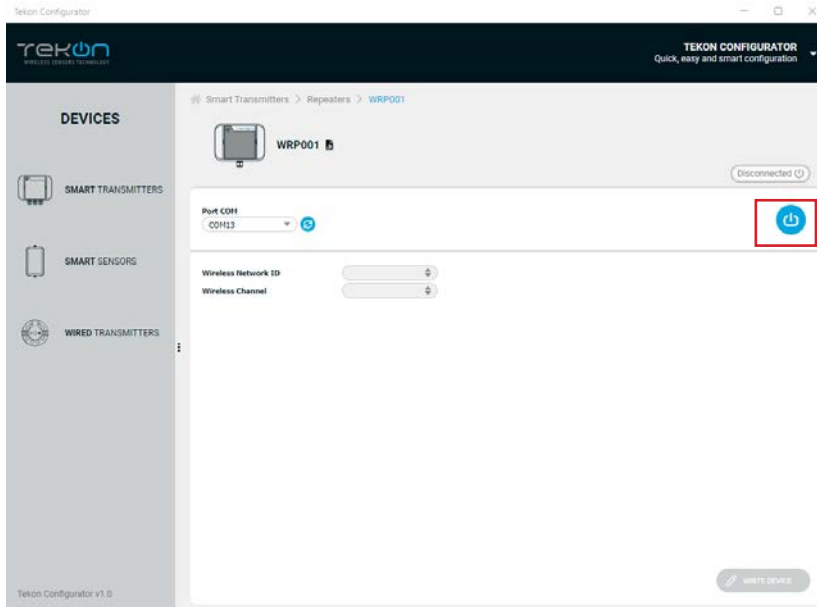 Tekon Configurator
TEKON
WIRELESS SENSORS TECHNOLOGY
TEKON CONFIGURATOR
Quick, easy and smart configuration
DEVICES
SMART TRANSMITTERS
SMART SENSORS
WIRED TRANSMITTERS
Tekon Configurator v1.0
Smart Transmitters > Repeaters > WRP001
WRP001
Disconnected
Port COM
COM13
Wireless Network ID
Wireless Channel
WRITE DEVICE